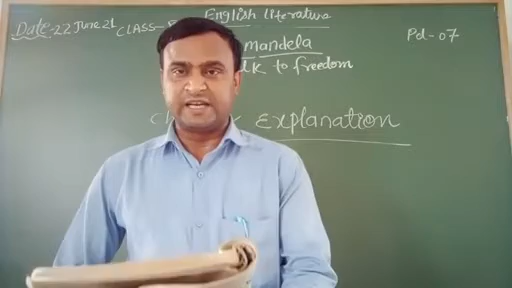 Date-22 June 21 CLASS- English Literature
mandela Pd-07
to freedom
Explanation